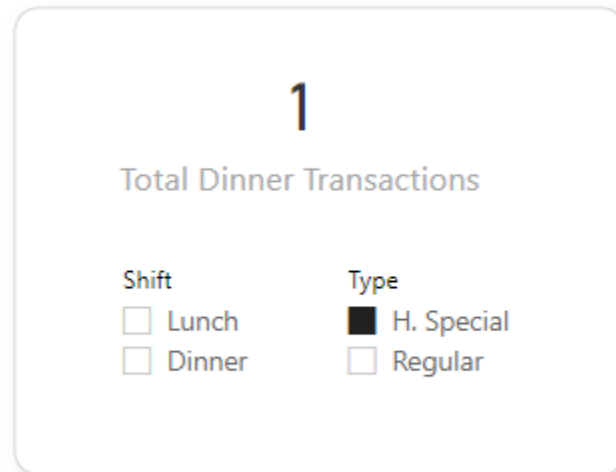 1
Total Dinner Transactions
Shift
Lunch
Dinner
Type
H. Special
Regular